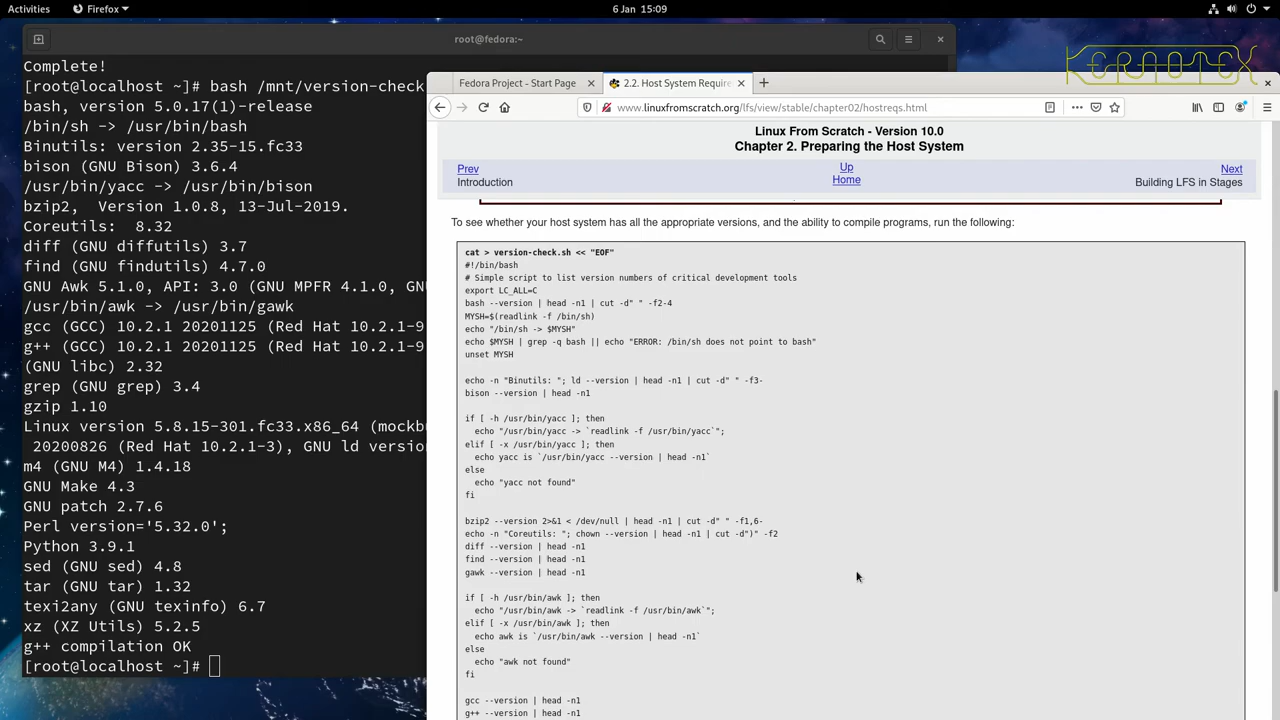 Activities
Firefox
6 Jan 15:09
root@fedora:~
Complete!
[root@localhost ~]# bash /mnt/version-check
bash, version 5.0.17(1)-release
/bin/sh -> /usr/bin/bash
Binutils: version 2.35-15.fc33
bison (GNU Bison) 3.6.4
/usr/bin/yacc -> /usr/bin/bison
bzip2,  Version 1.0.8, 13-Jul-2019.
Coreutils:  8.32
diff (GNU diffutils) 3.7
find (GNU findutils) 4.7.0
GNU Awk 5.1.0, API: 3.0 (GNU MPFR 4.1.0, GN
/usr/bin/awk -> /usr/bin/gawk
gcc (GCC) 10.2.1 20201125 (Red Hat 10.2.1-9
g++ (GCC) 10.2.1 20201125 (Red Hat 10.2.1-9
(GNU libc) 2.32
grep (GNU grep) 3.4
gzip 1.10
Linux version 5.8.15-301.fc33.x86_64 (mockb
20200826 (Red Hat 10.2.1-3), GNU ld version
m4 (GNU M4) 1.4.18
GNU Make 4.3
GNU patch 2.7.6
Perl version='5.32.0';
Python 3.9.1
sed (GNU sed) 4.8
tar (GNU tar) 1.32
texi2any (GNU texinfo) 6.7
xz (XZ Utils) 5.2.5
g++ compilation OK
[root@localhost ~]#
Fedora Project - Start Page
2.2. Host System Require
www.linuxfromscratch.org/lfs/view/stable/chapter02/hostreqs.html
Linux From Scratch - Version 10.0
Chapter 2. Preparing the Host System
Prev
Up
Next
Introduction
Home
Building LFS in Stages
To see whether your host system has all the appropriate versions, and the ability to compile programs, run the following:
cat > version-check.sh << "EOF"
#!/bin/bash
# Simple script to list version numbers of critical development tools
export LC_ALL=C
bash --version | head -n1 | cut -d" " -f2-4
MYSH=$(readlink -f /bin/sh)
echo "/bin/sh -> $MYSH"
echo $MYSH | grep -q bash || echo "ERROR: /bin/sh does not point to bash"
unset MYSH
echo -n "Binutils: "; ld --version | head -n1 | cut -d" " -f3-
bison --version | head -n1
if [ -h /usr/bin/yacc ]; then
  echo "/usr/bin/yacc -> `readlink -f /usr/bin/yacc`";
elif [ -x /usr/bin/yacc ]; then
  echo yacc is `/usr/bin/yacc --version | head -n1`
else
  echo "yacc not found"
fi
bzip2 --version 2>&1 < /dev/null | head -n1 | cut -d" " -f1,6-
echo -n "Coreutils: "; chown --version | head -n1 | cut -d")" -f2
diff --version | head -n1
find --version | head -n1
gawk --version | head -n1
if [ -h /usr/bin/awk ]; then
  echo "/usr/bin/awk -> `readlink -f /usr/bin/awk`";
elif [ -x /usr/bin/awk ]; then
  echo awk is `/usr/bin/awk --version | head -n1`
else
  echo "awk not found"
fi
gcc --version | head -n1
g++ --version | head -n1